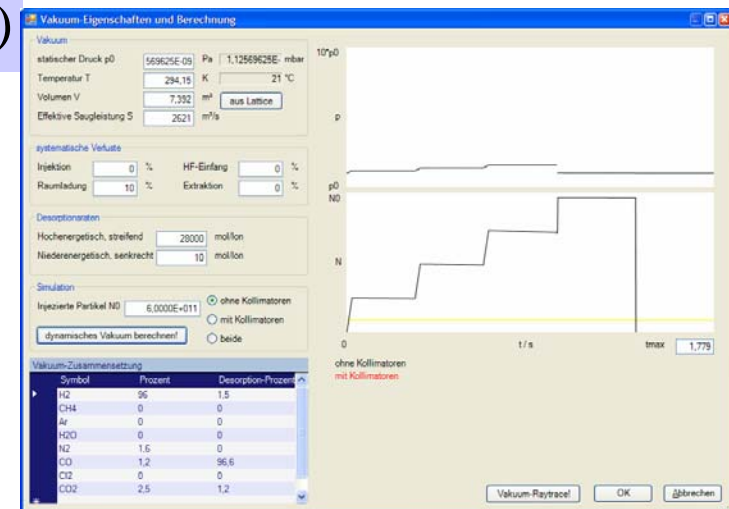 )
Vakuum-Eigenschaften und Berechnung
Vakuum
statischer Druck p0 569625E-09 Pa 1,12569625E- mbar
Temperatur T 294,15 K 21 °C
Volumen V 7,392 m³ aus Lattice
Effektive Saugleistung S 2621 m³/s
systematische Verluste
Injektion 0 % HF-Einfang 0 %
Raumladung 10 % Extraktion 0 %
Desorptionsraten
Hochenergetisch, streifend 28000 mol/Ion
Niederenergetisch, senkrecht 10 mol/Ion
Simulation
Injezierte Partikel N0 6,0000E+011
ohne Kollimatoren
mit Kollimatoren
beide
dynamisches Vakuum berechnen!
Vakuum-Zusammensetzung
Symbol Prozent Desorption-Prozent
H2 96 1,5
CH4 0 0
Ar 0 0
H2O 0 0
N2 1,6 0
CO 1,2 96,6
Cl2 0 0
CO2 2,5 1,2
10*p0
p
p0
N0
N
0 t / s tmax 1,779
ohne Kollimatoren
mit Kollimatoren
Vakuum-Raytrace! OK Abbrechen